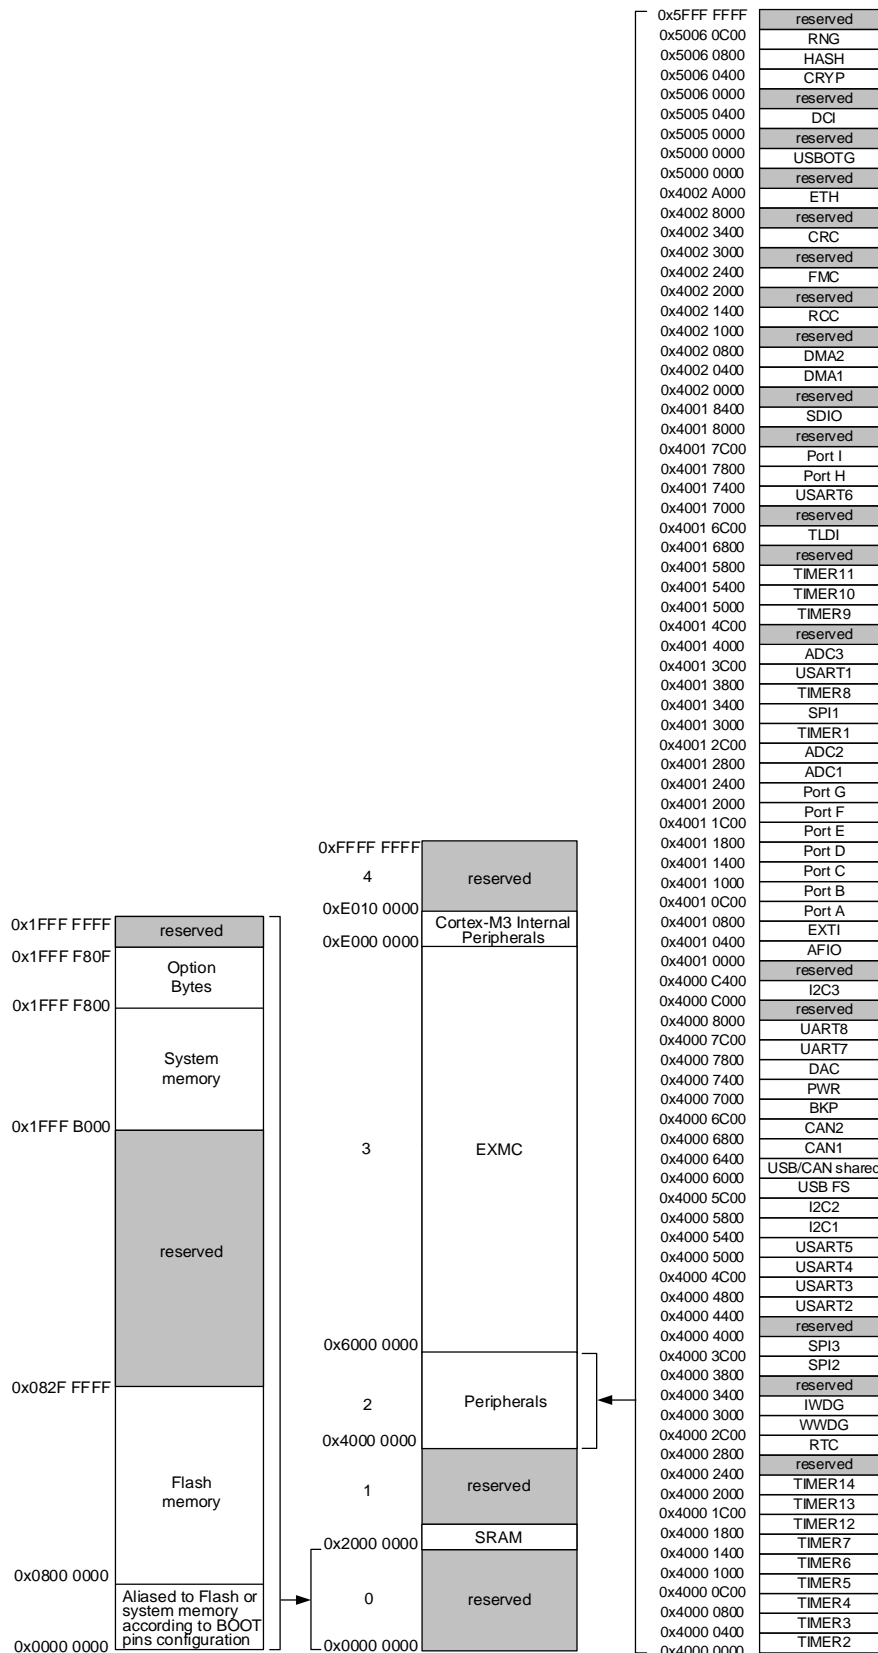 0x5FFF FFFF
reserved
0x5006 0C00
RNG
0x5006 0800
HASH
0x5006 0400
CRYP
0x5006 0000
reserved
0x5005 0400
DCI
0x5005 0000
reserved
0x5000 0000
USBOTG
0x5000 0000
reserved
0x4002 A000
ETH
0x4002 8000
reserved
0x4002 3400
CRC
0x4002 3000
reserved
0x4002 2400
FMC
0x4002 2000
reserved
0x4002 1400
RCC
0x4002 1000
reserved
0x4002 0800
DMA2
0x4002 0400
DMA1
0x4002 0000
reserved
0x4001 8400
SDIO
0x4001 8000
reserved
0x4001 7C00
Port I
0x4001 7800
Port H
0x4001 7400
USART6
0x4001 7000
reserved
0x4001 6C00
TLDI
0x4001 6800
reserved
0x4001 5800
TIMER11
0x4001 5400
TIMER10
0x4001 5000
TIMER9
0x4001 4C00
reserved
0x4001 4000
ADC3
0x4001 3C00
USART1
0x4001 3800
TIMER8
0x4001 3400
SPI1
0x4001 3000
TIMER1
0x4001 2C00
ADC2
0x4001 2800
ADC1
0x4001 2400
Port G
0x4001 2000
Port F
0x4001 1C00
Port E
0x4001 1800
Port D
0x4001 1400
Port C
0x4001 1000
Port B
0x4001 0C00
Port A
0x4001 0800
EXTI
0x4001 0400
AFIO
0x4001 0000
reserved
0x4000 C400
I2C3
0x4000 C000
reserved
0x4000 8000
UART8
0x4000 7C00
UART7
0x4000 7800
DAC
0x4000 7400
PWR
0x4000 7000
BKP
0x4000 6C00
CAN2
0x4000 6800
CAN1
0x4000 6400
USB/CAN shared
0x4000 6000
USB FS
0x4000 5C00
I2C2
0x4000 5800
I2C1
0x4000 5400
USART5
0x4000 5000
USART4
0x4000 4C00
USART3
0x4000 4800
USART2
0x4000 4400
reserved
0x4000 4000
SPI3
0x4000 3C00
SPI2
0x4000 3800
reserved
0x4000 3400
IWDG
0x4000 3000
WWDG
0x4000 2C00
RTC
0x4000 2800
reserved
0x4000 2400
TIMER14
0x4000 2000
TIMER13
0x4000 1C00
TIMER12
0x4000 1800
TIMER7
0x4000 1400
TIMER6
0x4000 1000
TIMER5
0x4000 0C00
TIMER4
0x4000 0800
TIMER3
0x4000 0400
TIMER2
0x4000 0000
0xFFFF FFFF
4
reserved
0xE010 0000
Cortex-M3 Internal
Peripherals
0xE000 0000
3
EXMC
0x6000 0000
2
Peripherals
0x4000 0000
1
reserved
SRAM
0x2000 0000
0
reserved
0x0000 0000
0x1FFF FFFF
reserved
0x1FFF F80F
Option
Bytes
0x1FFF F800
System
memory
0x1FFF B000
reserved
0x082F FFFF
Flash
memory
0x0800 0000
Aliased to Flash or
system memory
according to BOOT
pins configuration
0x0000 0000